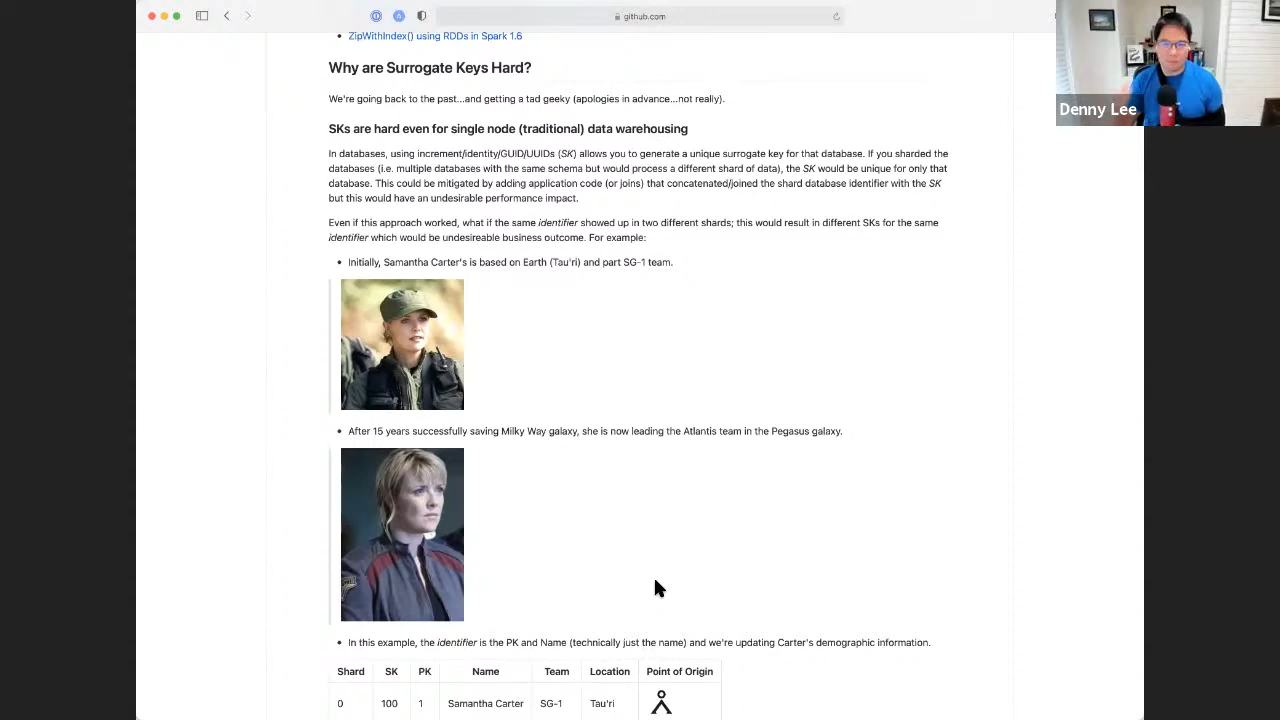 github.com
ZipWithIndex() using RDDs in Spark 1.6
Why are Surrogate Keys Hard?
We're going back to the past...and getting a tad geeky (apologies in advance...not really).
SKs are hard even for single node (traditional) data warehousing
In databases, using increment/identity/GUID/UUIDs (SK) allows you to generate a unique surrogate key for that database. If you sharded the
databases (i.e. multiple databases with the same schema but would process a different shard of data), the SK would be unique for only that
database. This could be mitigated by adding application code (or joins) that concatenated/joined the shard database identifier with the SK
but this would have an undesirable performance impact.
Even if this approach worked, what if the same identifier showed up in two different shards; this would result in different SKs for the same
identifier which would be undesireable business outcome. For example:
Initially, Samantha Carter's is based on Earth (Tau'ri) and part SG-1 team.
After 15 years successfully saving Milky Way galaxy, she is now leading the Atlantis team in the Pegasus galaxy.
In this example, the identifier is the PK and Name (technically just the name) and we're updating Carter's demographic information.
Shard SK PK Name Team Location Point of Origin
0 100 1 Samantha Carter SG-1 Tau'ri
Denny Lee